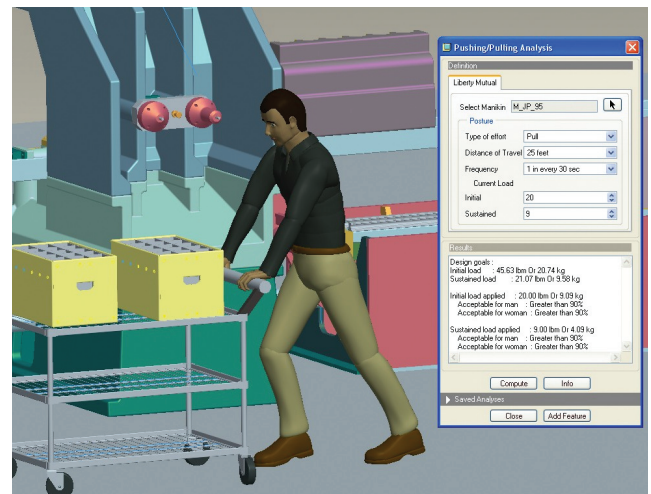 Pushing/Pulling Analysis
Definition
Liberty Mutual
Select Manikin M_JP_95
Posture
Type of effort Pull
Distance of Travel 25 feet
Frequency 1 in every 30 sec
Current Load
Initial 20
Sustained 9
Results
Design goals :
Initial load : 45.63 lbm Or 20.74 kg
Sustained load : 21.07 lbm Or 9.58 kg
Initial load applied : 20.00 lbm Or 9.09 kg
Acceptable for man : Greater than 90%
Acceptable for woman : Greater than 90%
Sustained load applied : 9.00 lbm Or 4.09 kg
Acceptable for man : Greater than 90%
Acceptable for woman : Greater than 90%
Compute Info
Saved Analyses
Close Add Feature